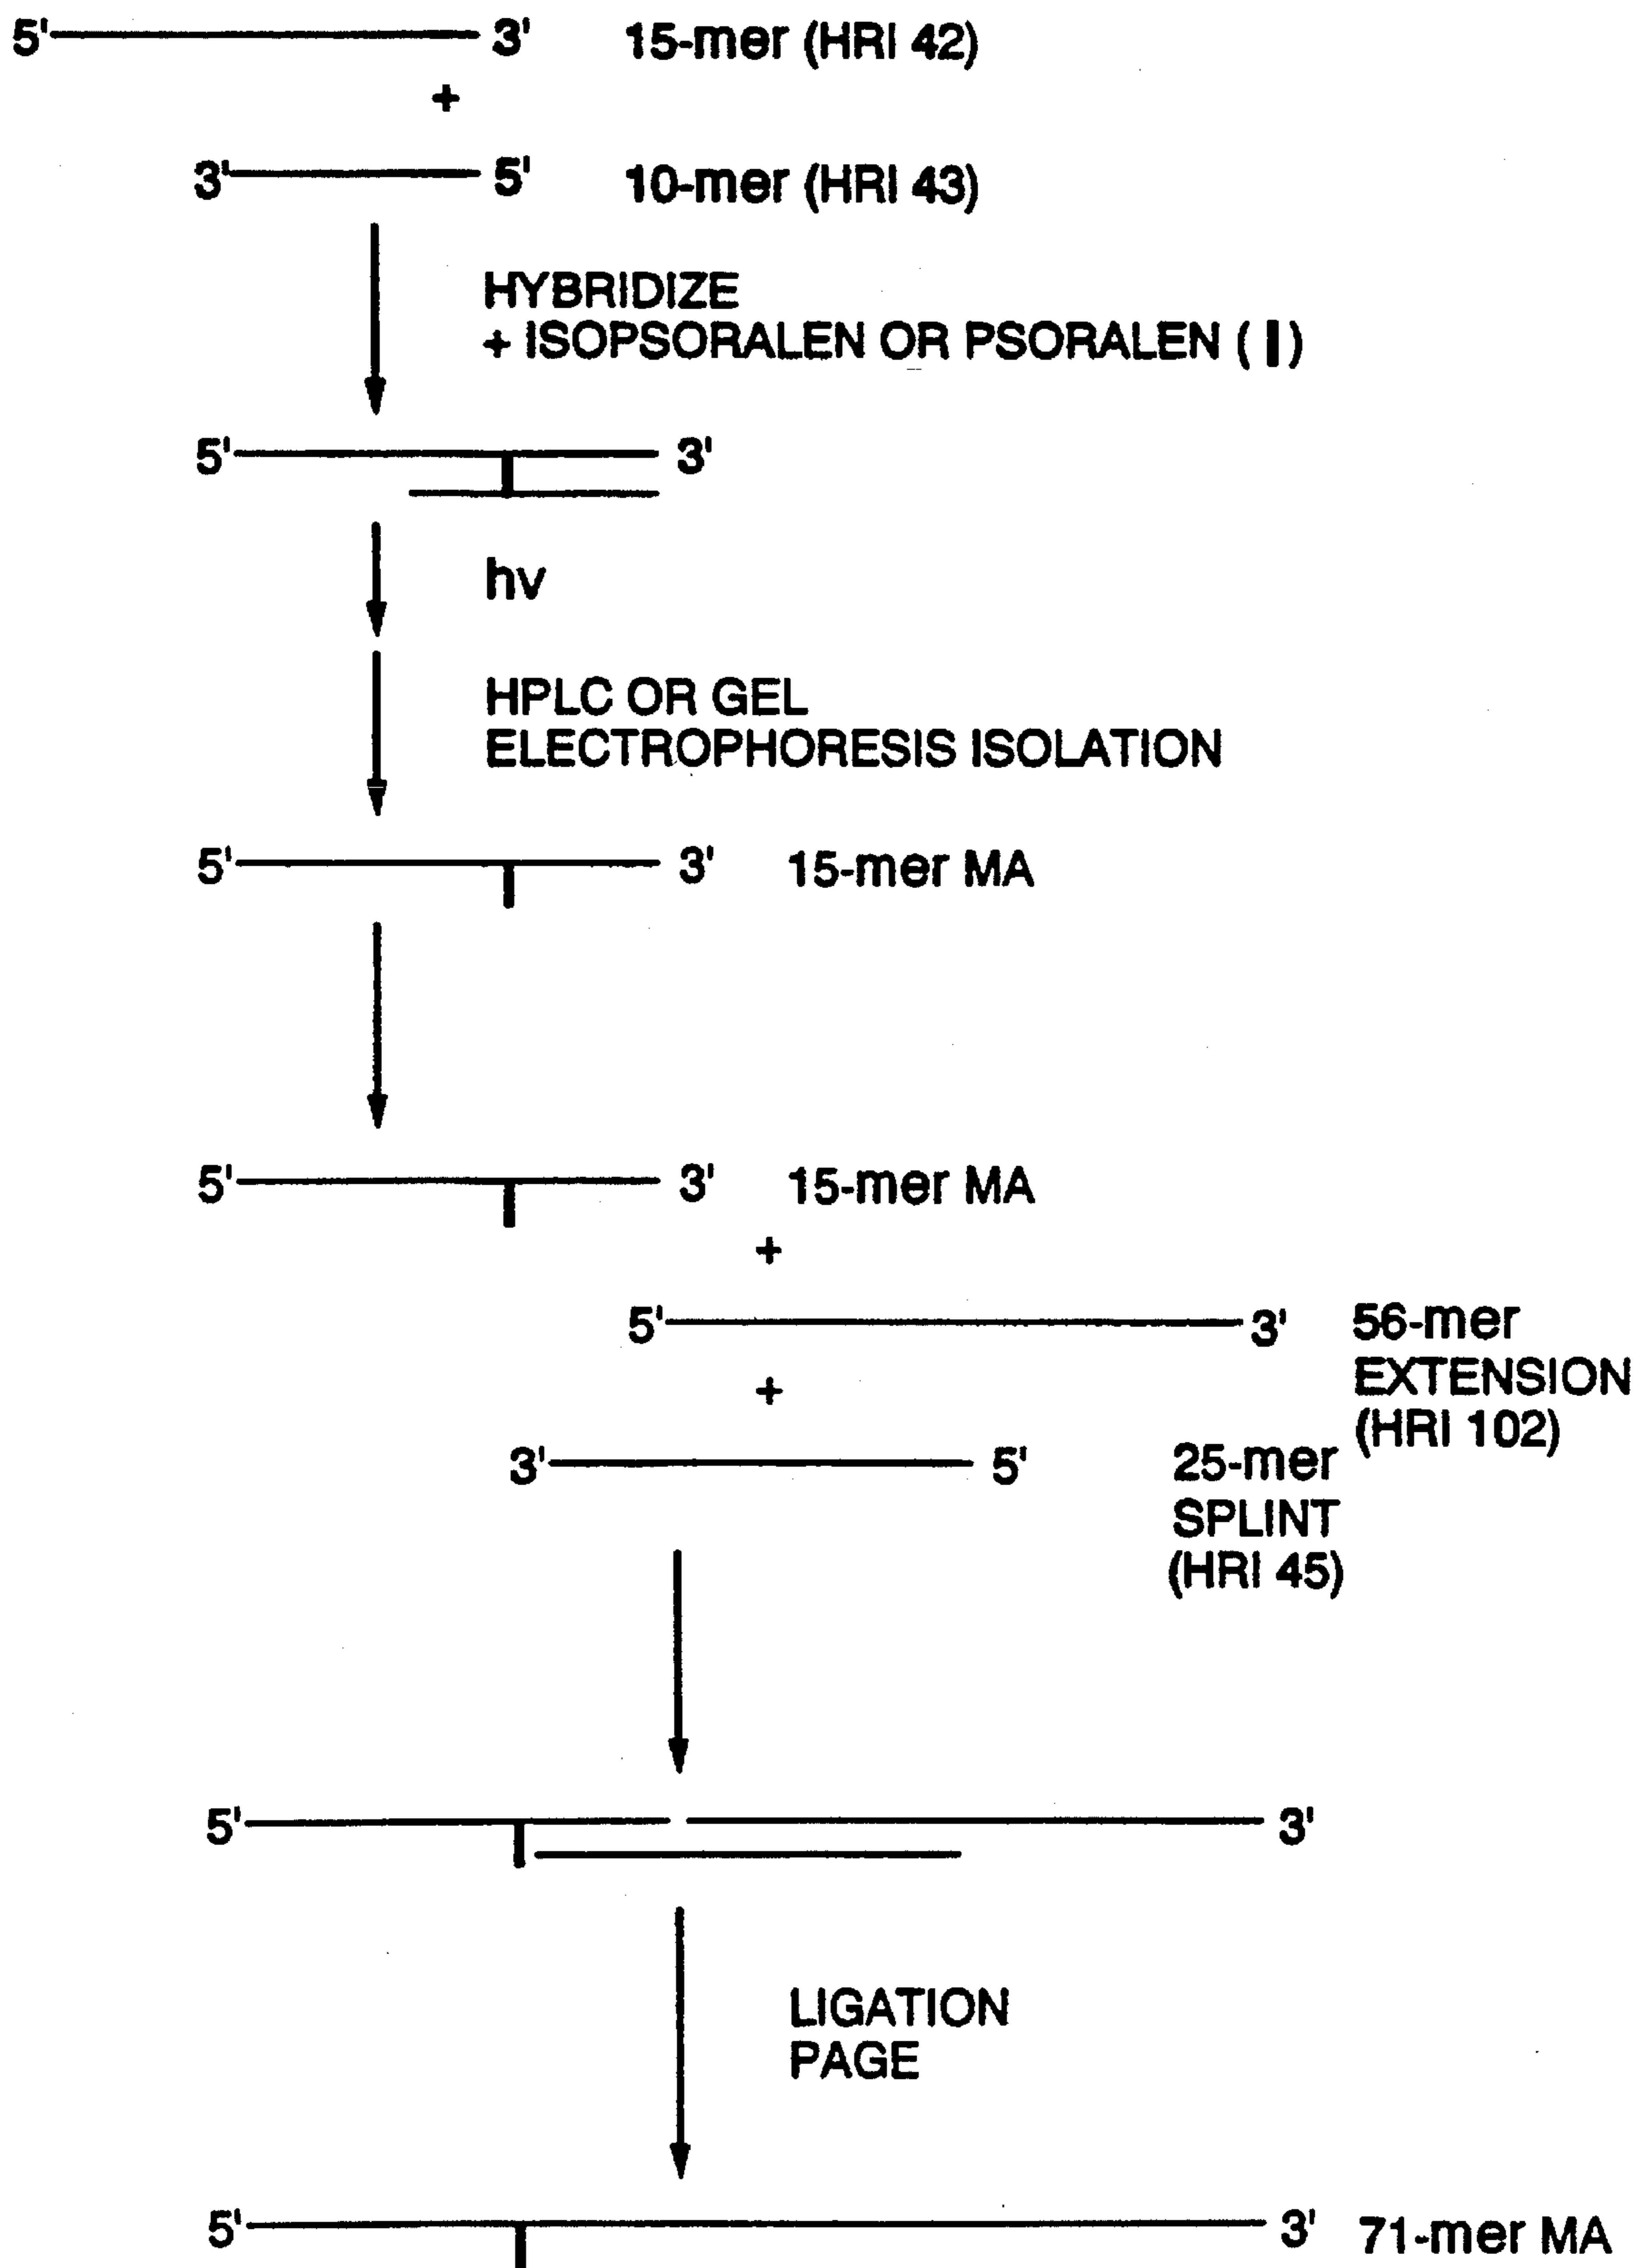 5' 3' 15-mer (HRI 42)
+
3' 5' 10-mer (HRI 43)
HYBRIDIZE
+ ISOPSORALEN OR PSORALEN ( I )
5' 3'
hv
HPLC OR GEL
ELECTROPHORESIS ISOLATION
5' 3' 15-mer MA
5' 3' 15-mer MA
+
5' 3' 56-mer
EXTENSION
(HRI 102)
+
3' 5' 25-mer
SPLINT
(HRI 45)
5' 3'
LIGATION
PAGE
5' 3' 71-mer MA